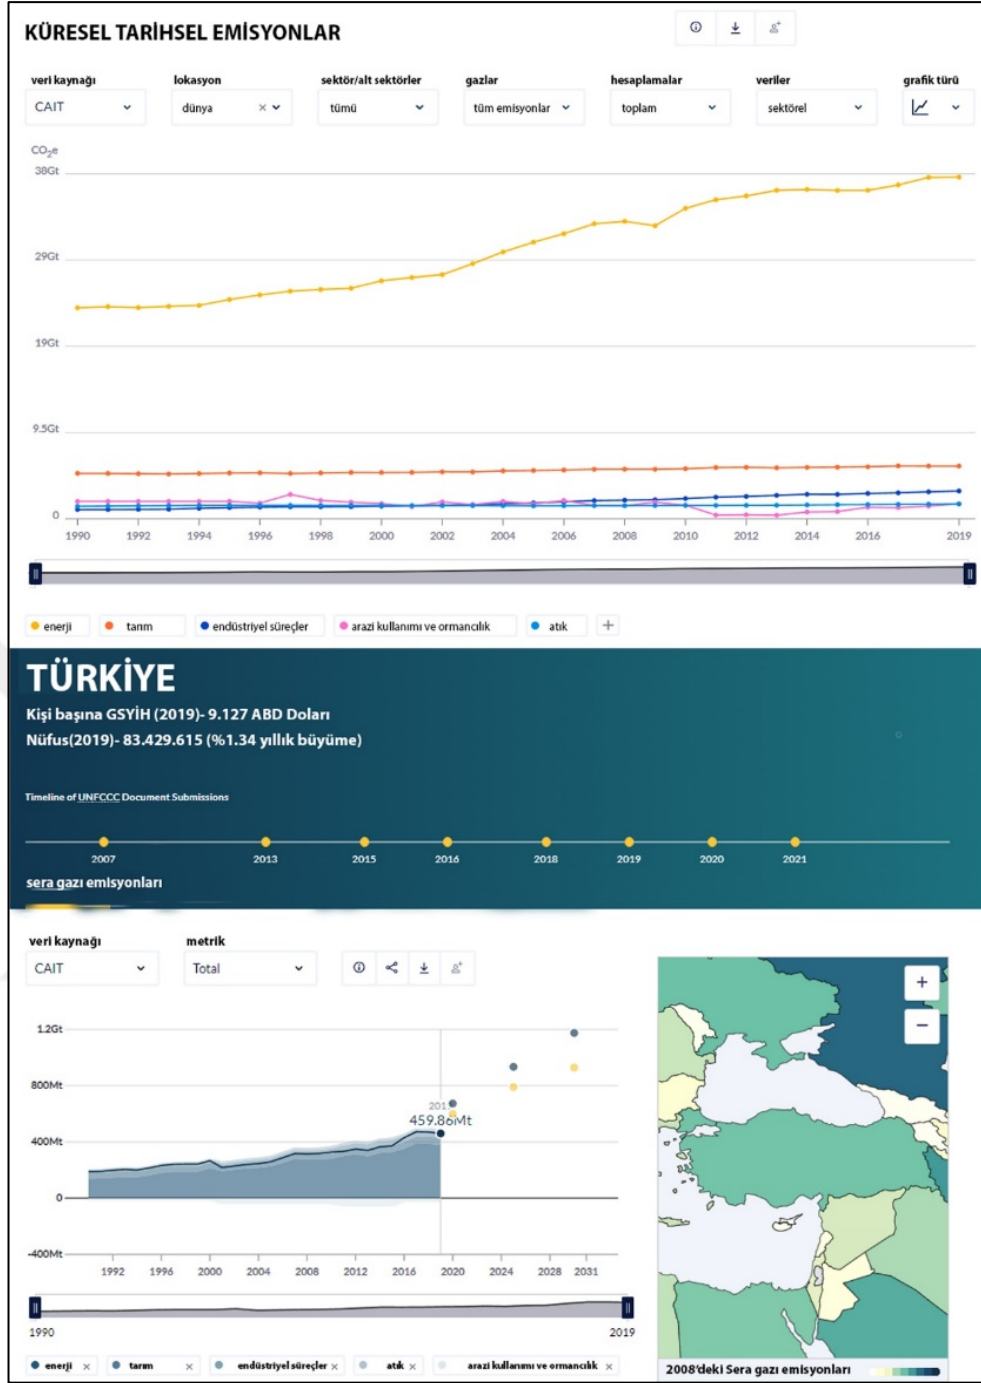 KÜRESEL TARİHSEL EMİSYONLAR
veri kaynağı lokasyon sektör/alt sektörler gazlar hesaplamalar veriler grafik türü
CAIT dünya tümü tüm emisyonlar toplam sektörel
CO₂e
38Gt
29Gt
19Gt
9.5Gt
0
1990 1992 1994 1996 1998 2000 2002 2004 2006 2008 2010 2012 2014 2016 2019
enerji tarım endüstriyel süreçler arazi kullanımı ve ormancılık atık
TÜRKİYE
Kişi başına GSYİH (2019)- 9.127 ABD Doları
Nüfus(2019)- 83.429.615 (%1.34 yıllık büyüme)
Timeline of UNFCCC Document Submissions
2007 2013 2015 2016 2018 2019 2020 2021
sera gazı emisyonları
veri kaynağı metrik
CAIT Total
1.2Gt
800Mt
459.86Mt
400Mt
0
-400Mt
1992 1996 2000 2004 2008 2012 2016 2020 2024 2028 2031
1990 2019
enerji tarım endüstriyel süreçler atık arazi kullanımı ve ormancılık
2008'deki Sera gazı emisyonları